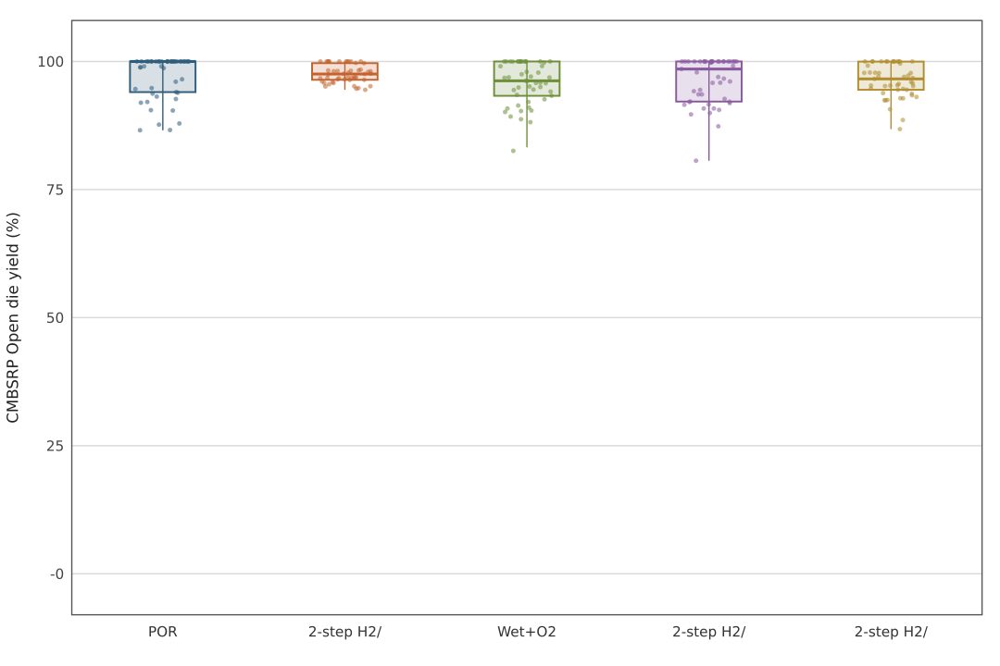 CMBSRP Open die yield (%)
100
75
50
25
-0
POR
2-step H2/
Wet+O2
2-step H2/
2-step H2/